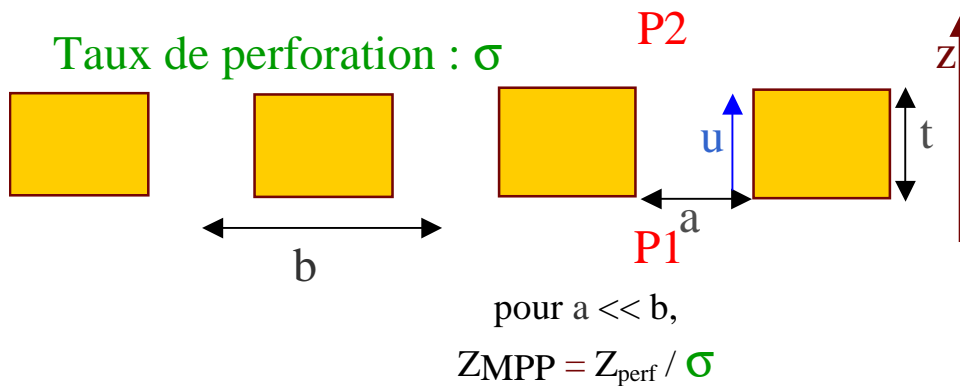 P2
Taux de perforation : σ
z
u
t
a
b
P1
pour a << b,
ZMPP = Zperf / σ